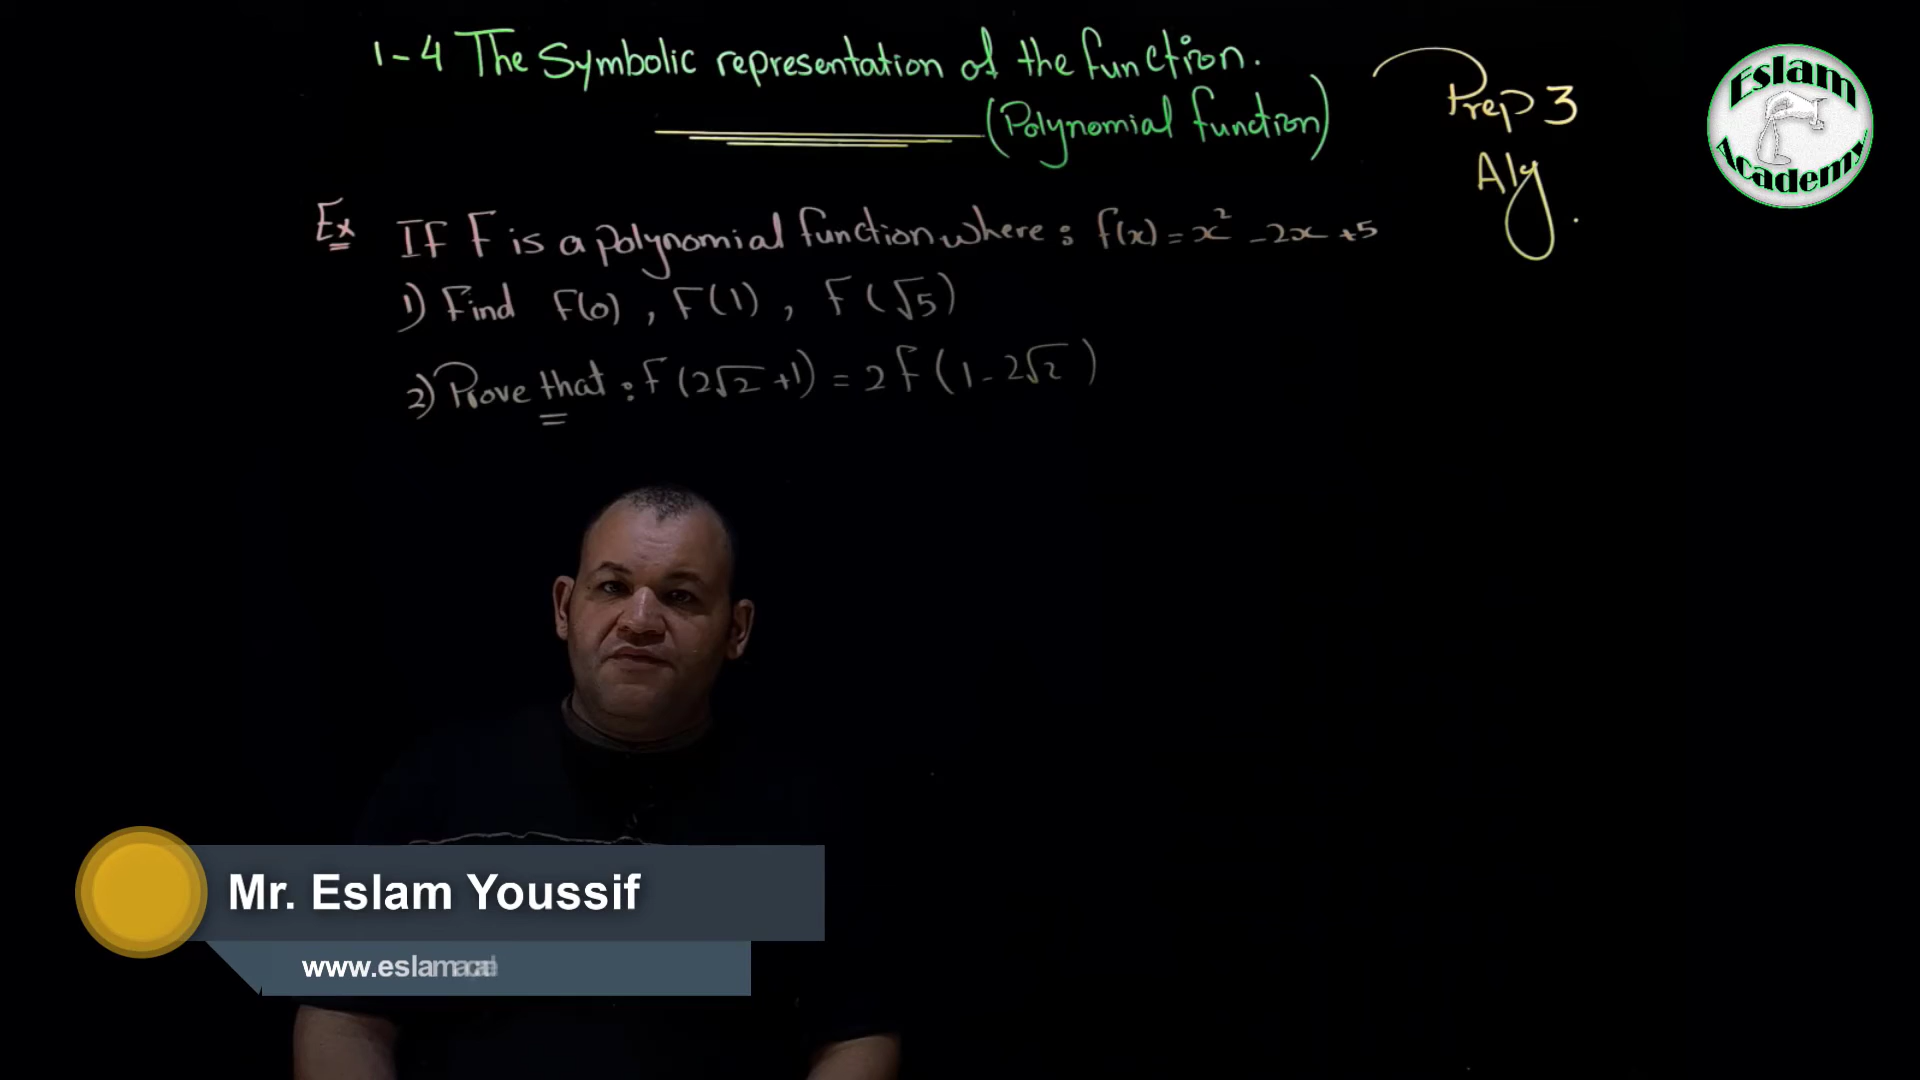 1-4 The Symbolic representation of the function.
(Polynomial function)
Prep 3
Alg.
Eslam Academy
Ex IF F is a polynomial function where: f(x) = x² - 2x + 5
1) Find F(0), F(1), F(√5)
2) Prove that: F(2√2 + 1) = 2 F(1 - 2√2)
Mr. Eslam Youssif
www.eslam